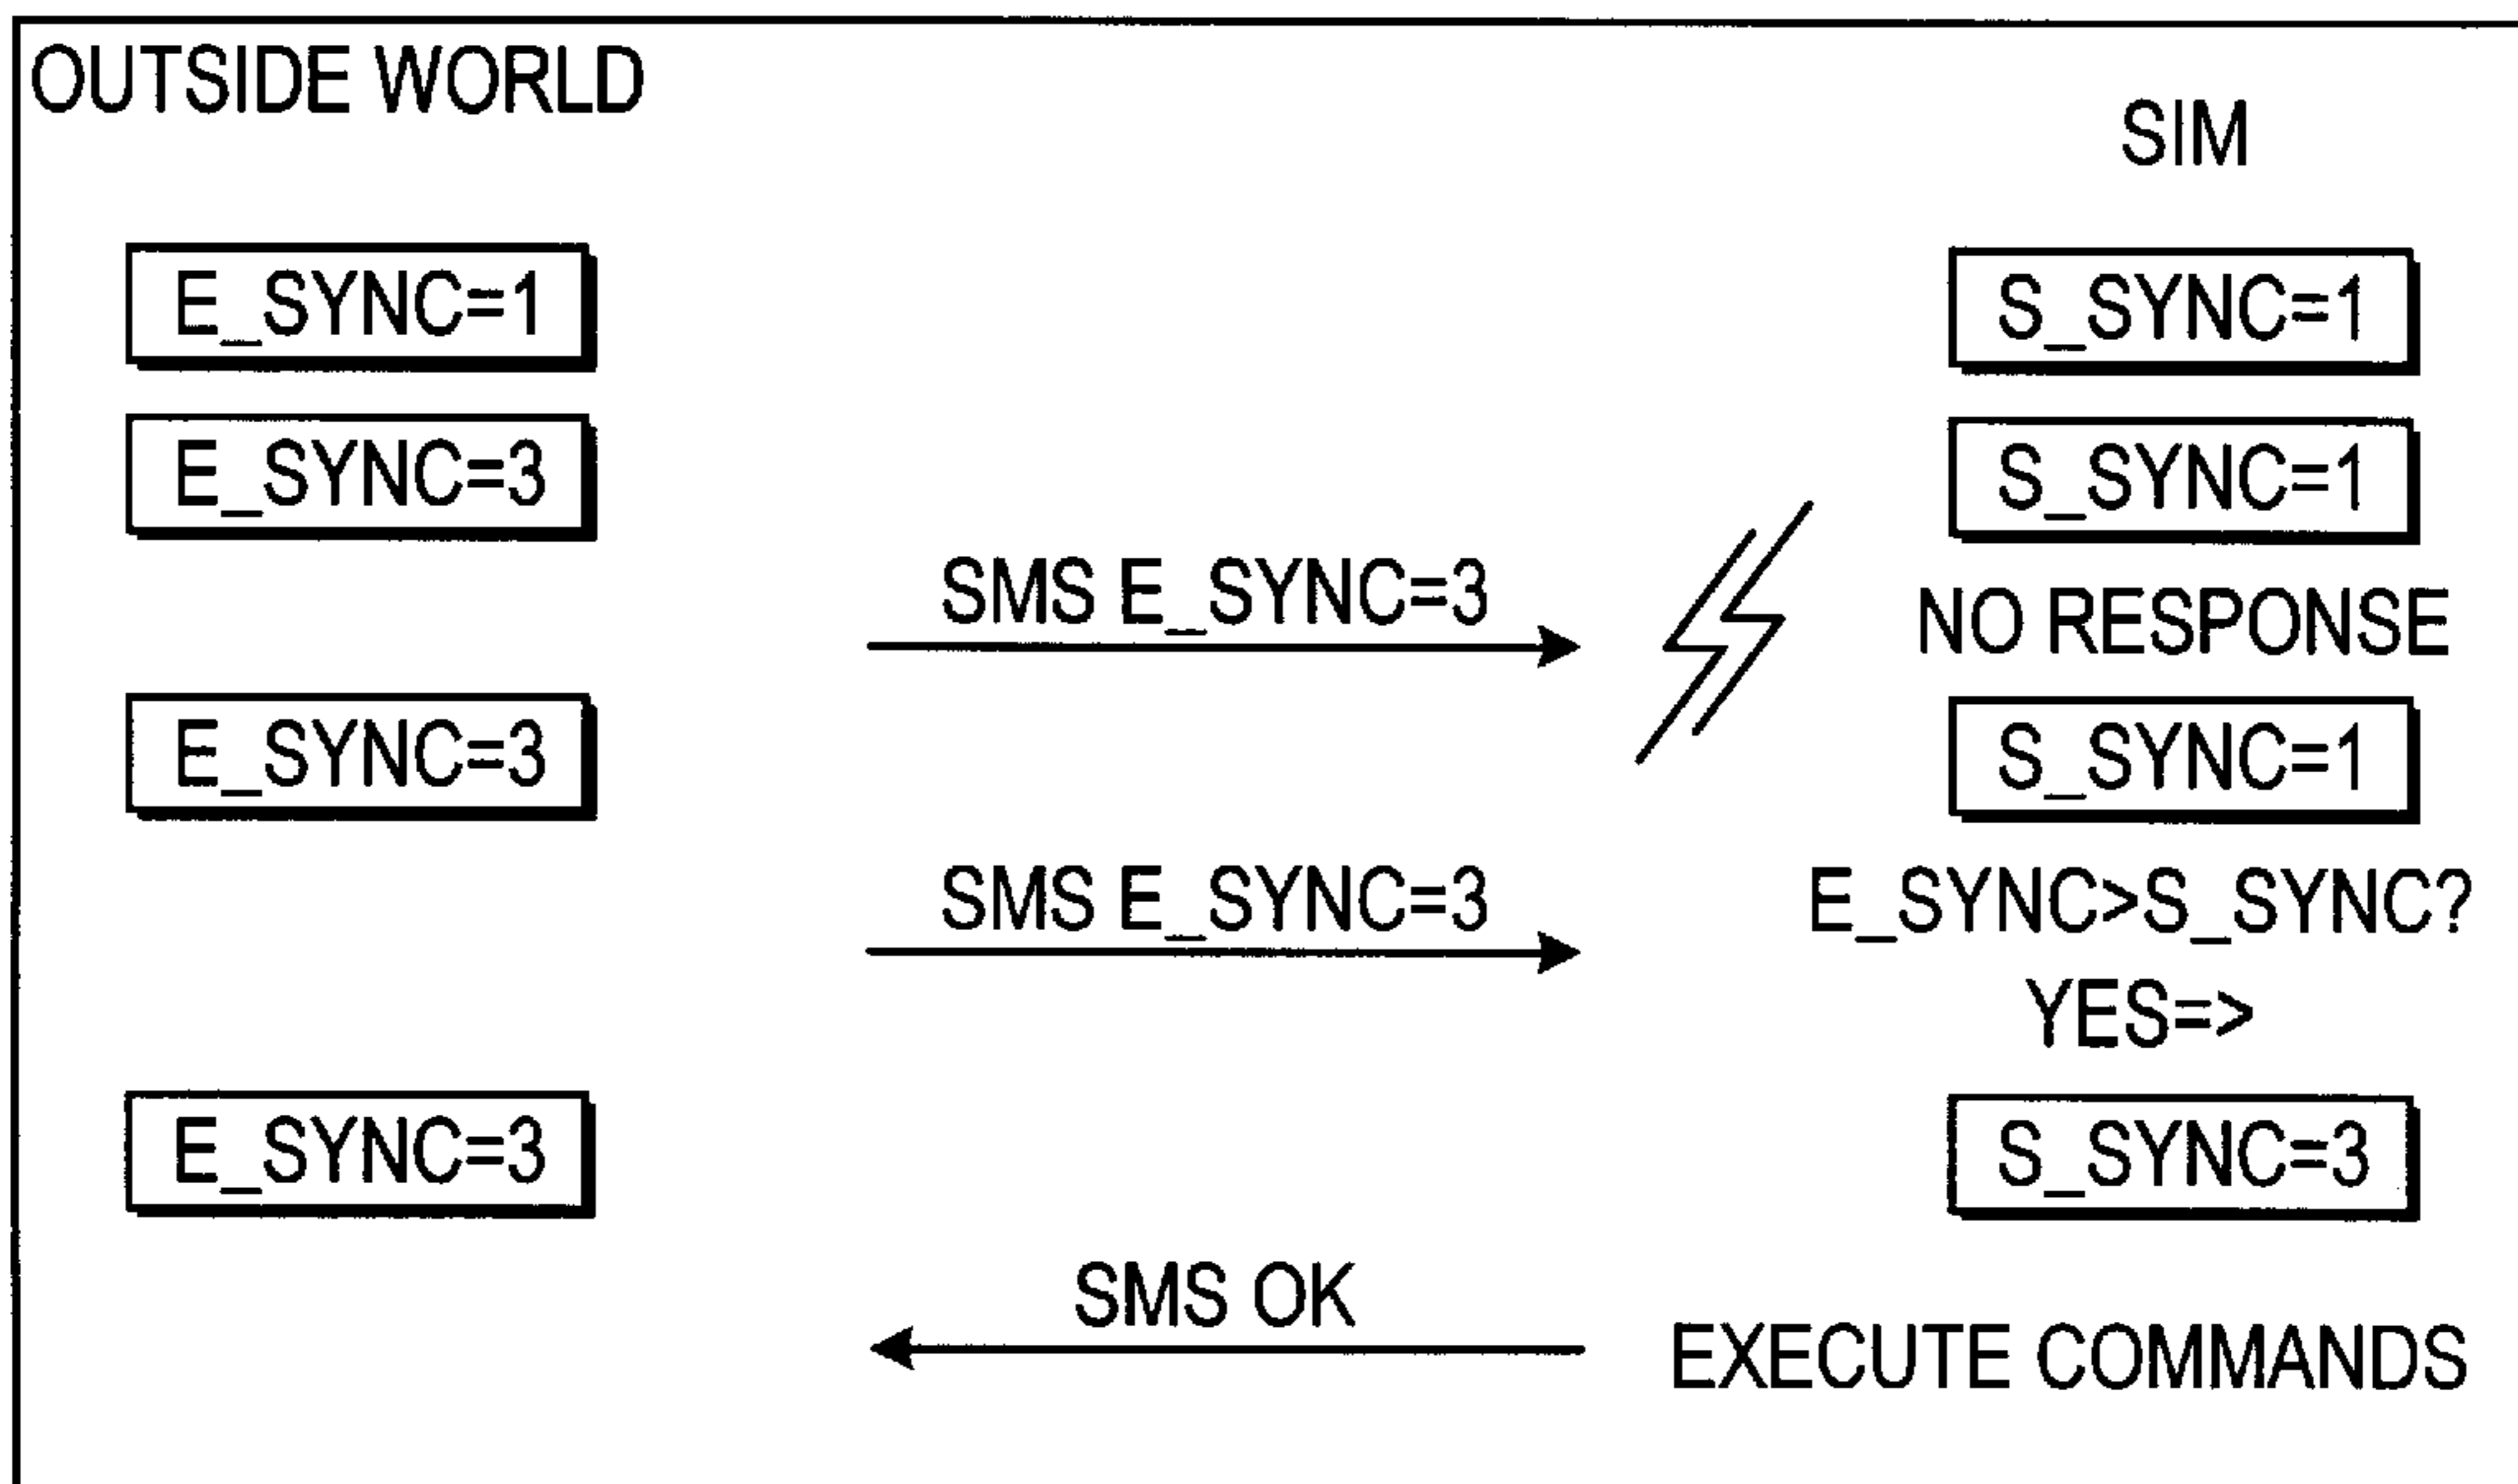 OUTSIDE WORLD
SIM
E_SYNC=1
S_SYNC=1
E_SYNC=3
S_SYNC=1
SMS E_SYNC=3
NO RESPONSE
E_SYNC=3
S_SYNC=1
SMS E_SYNC=3
E_SYNC>S_SYNC?
YES=>
E_SYNC=3
S_SYNC=3
SMS OK
EXECUTE COMMANDS